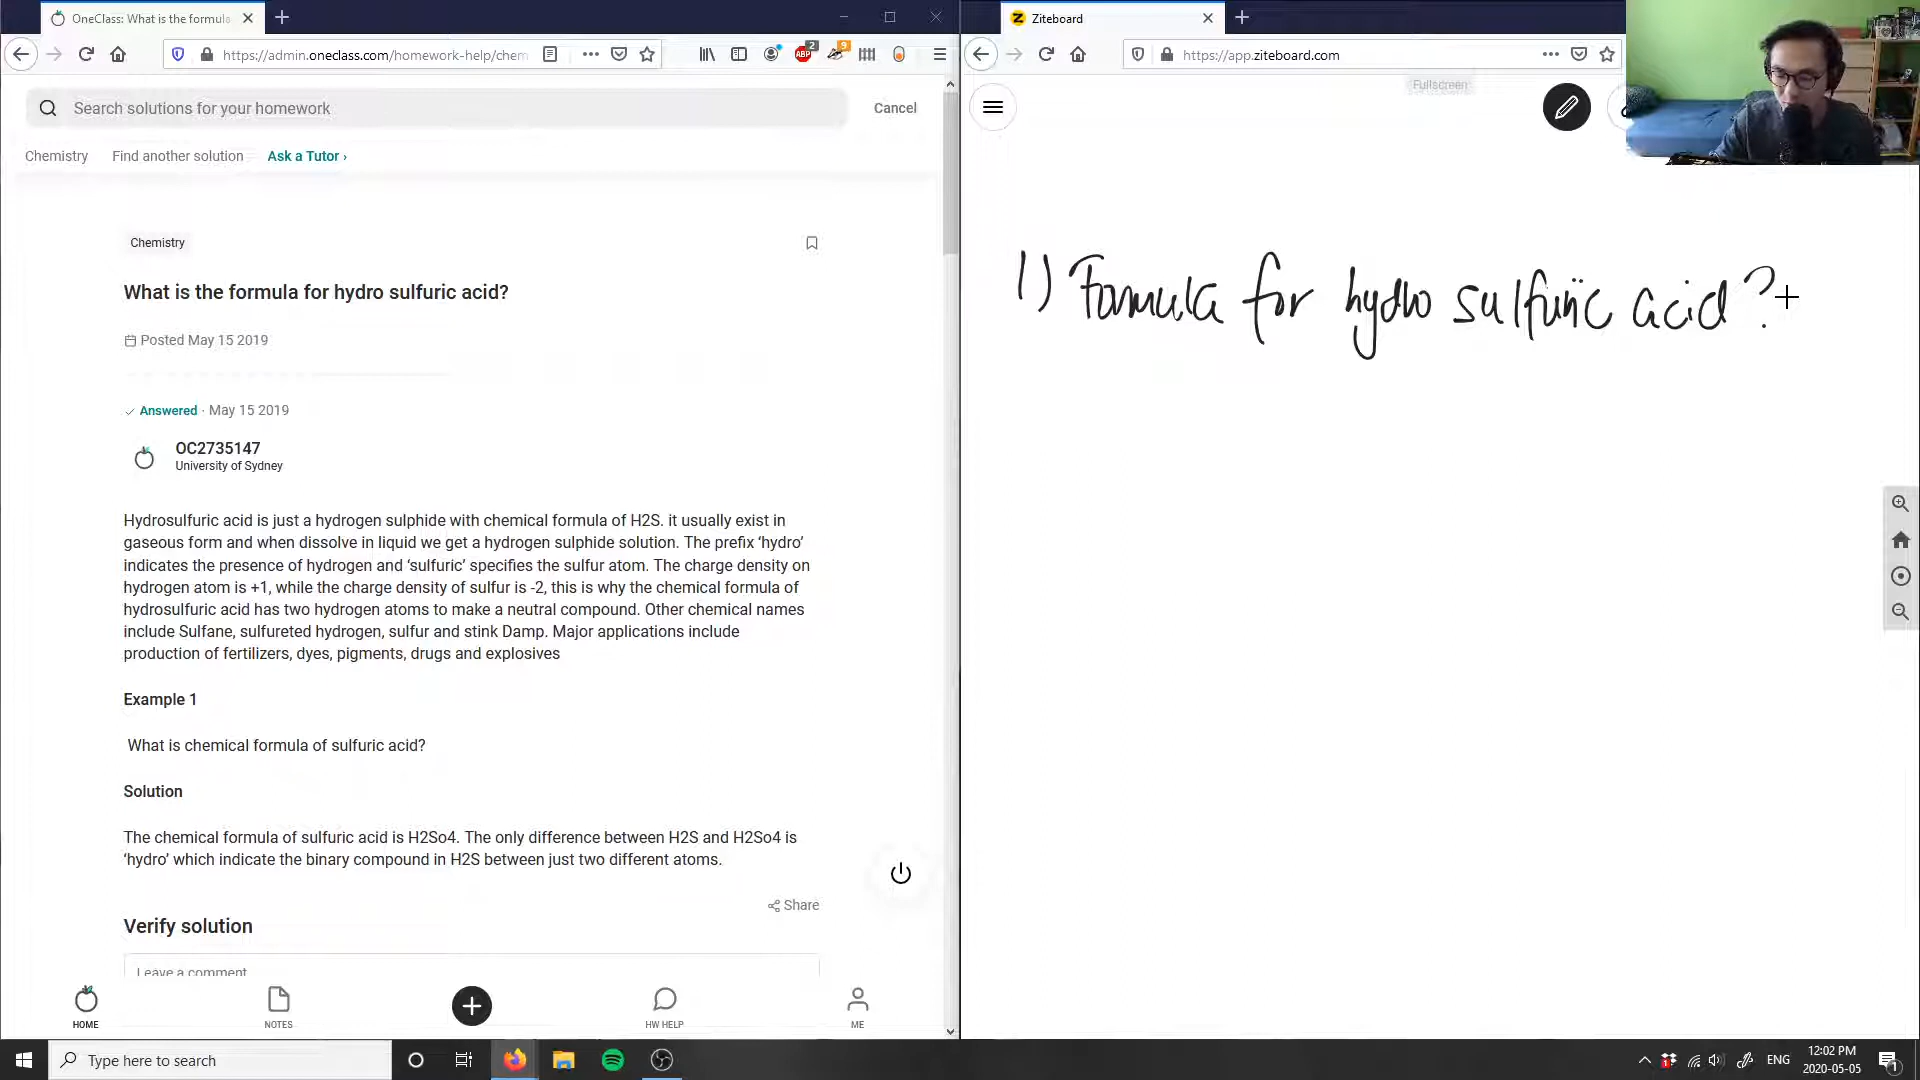 OneClass: What is the formula
Ziteboard
https://admin.oneclass.com/homework-help/chem
ABP
2
9
https://app.ziteboard.com
Fullscreen
Search solutions for your homework
Cancel
Chemistry
Find another solution
Ask a Tutor ›
Chemistry
What is the formula for hydro sulfuric acid?
Posted May 15 2019
Answered · May 15 2019
OC2735147
University of Sydney
Hydrosulfuric acid is just a hydrogen sulphide with chemical formula of H2S. it usually exist in
gaseous form and when dissolve in liquid we get a hydrogen sulphide solution. The prefix ‘hydro’
indicates the presence of hydrogen and ‘sulfuric’ specifies the sulfur atom. The charge density on
hydrogen atom is +1, while the charge density of sulfur is -2, this is why the chemical formula of
hydrosulfuric acid has two hydrogen atoms to make a neutral compound. Other chemical names
include Sulfane, sulfureted hydrogen, sulfur and stink Damp. Major applications include
production of fertilizers, dyes, pigments, drugs and explosives
Example 1
What is chemical formula of sulfuric acid?
Solution
The chemical formula of sulfuric acid is H2So4. The only difference between H2S and H2So4 is
‘hydro’ which indicate the binary compound in H2S between just two different atoms.
Share
Verify solution
Leave a comment
HOME
NOTES
HW HELP
ME
1) Formula for hydro sulfuric acid?
Type here to search
ENG
12:02 PM
2020-05-05
1